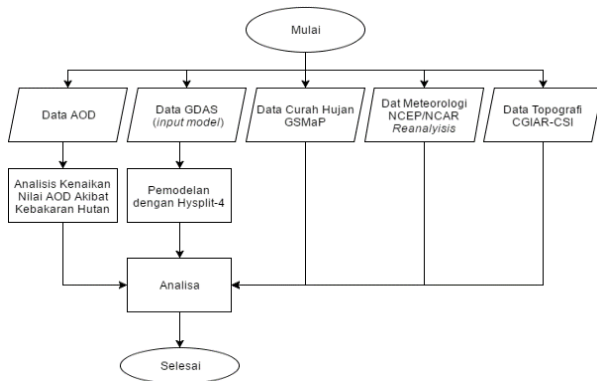 Mulai
Data AOD
Data GDAS
(input model)
Data Curah Hujan
GSMaP
Dat Meteorologi
NCEP/NCAR
Reanalyisis
Data Topografi
CGIAR-CSI
Analisis Kenaikan
Nilai AOD Akibat
Kebakaran Hutan
Pemodelan
dengan Hysplit-4
Analisa
Selesai